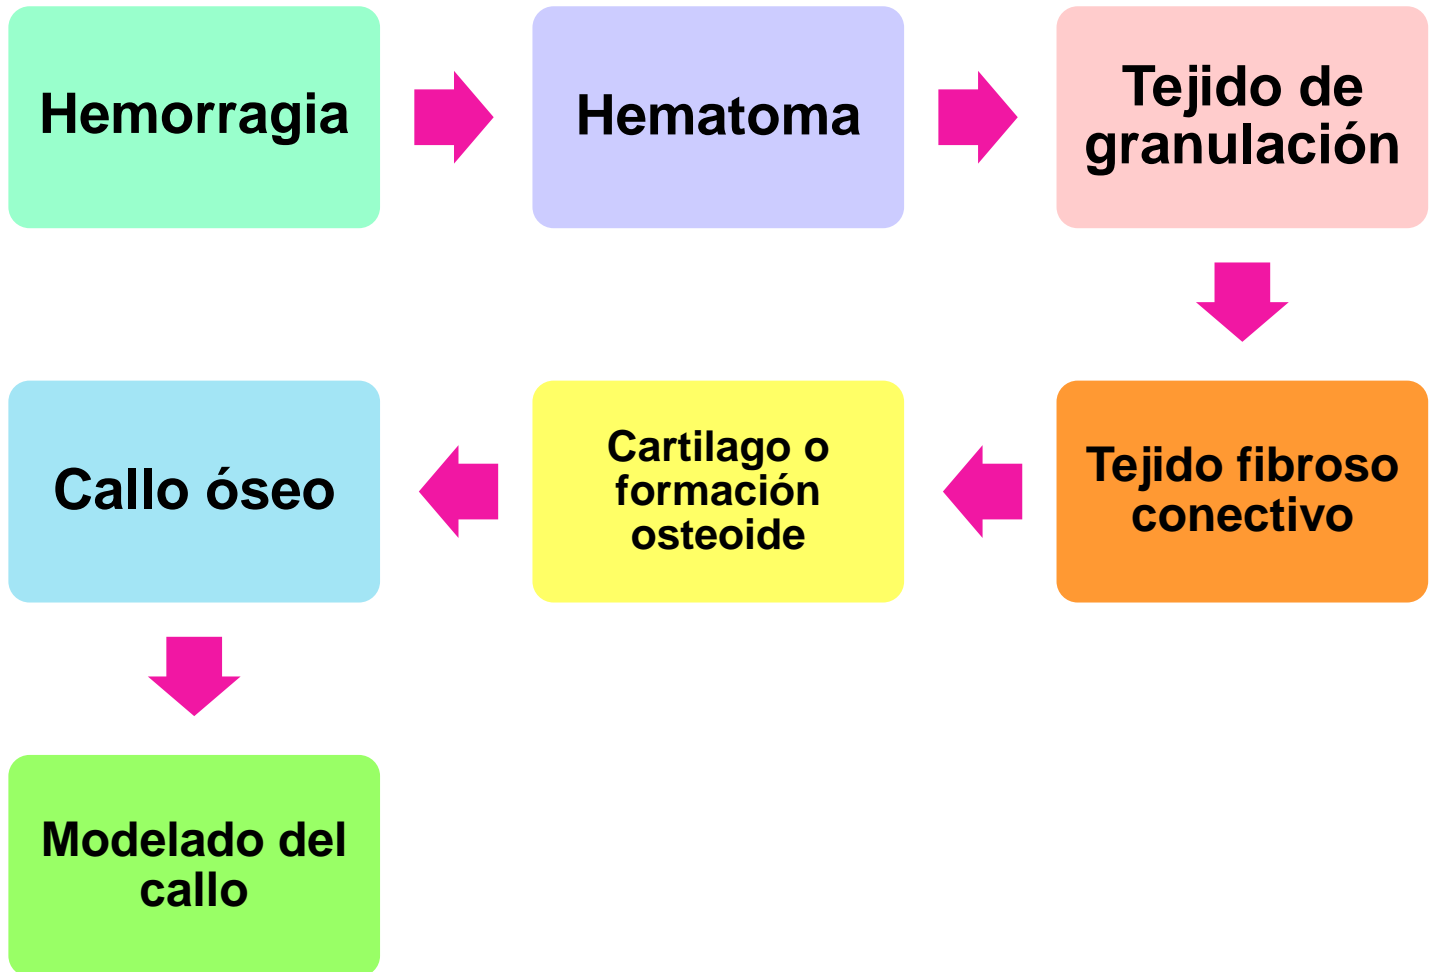 Hemorragia
Hematoma
Tejido de
granulación
Tejido fibroso
conectivo
Cartilago o
formación
osteoide
Callo óseo
Modelado del
callo